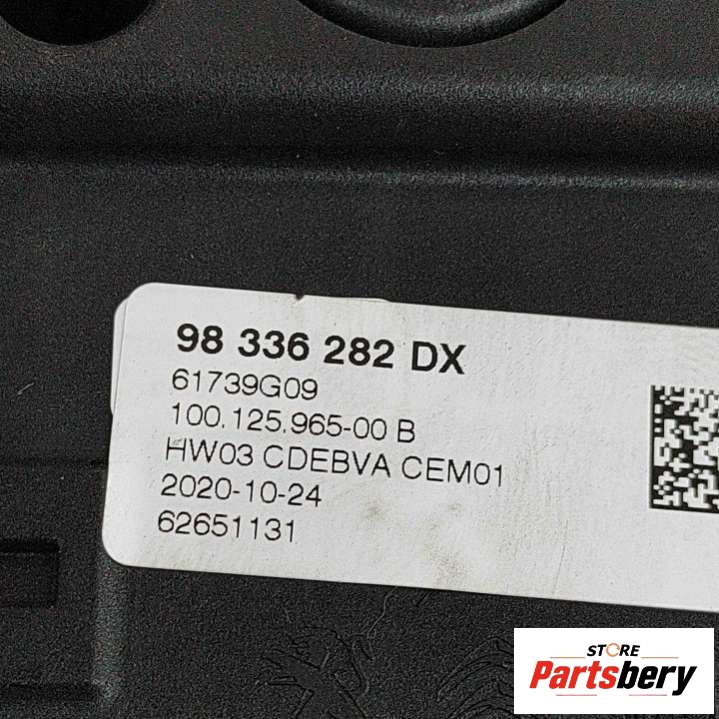 98 336 282 DX
61739G09
100.125.965-00 B
HW03 CDEBVA CEM01
2020-10-24
62651131
STORE
Partsbery